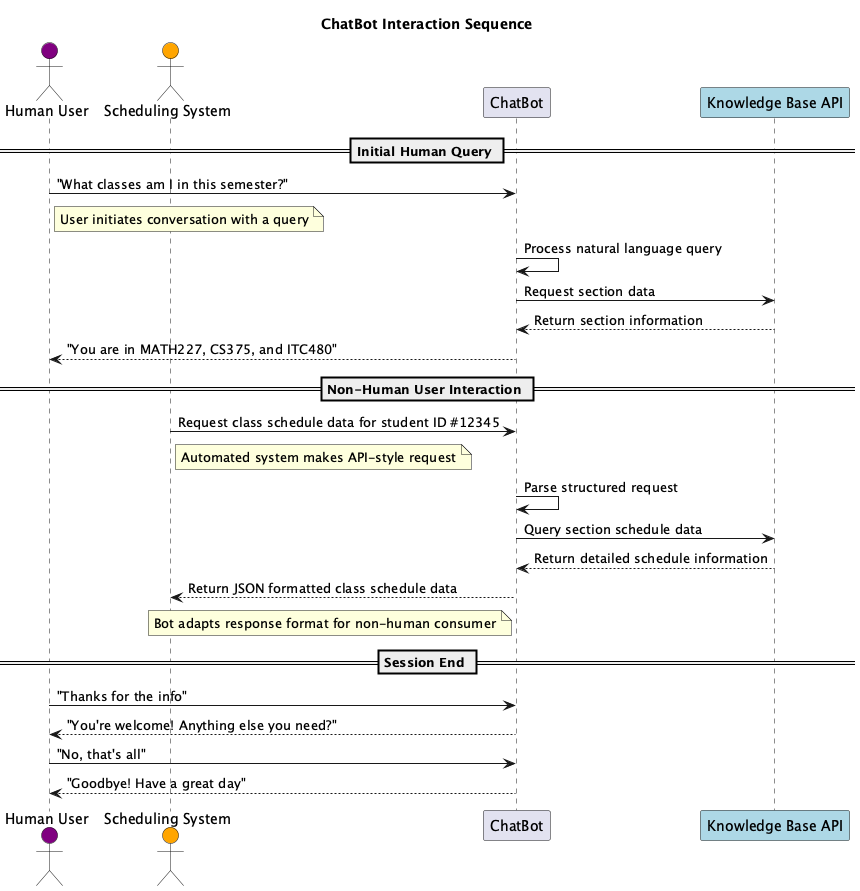 ChatBot Interaction Sequence
Human User
Scheduling System
ChatBot
Knowledge Base API
Initial Human Query
"What classes am I in this semester?"
User initiates conversation with a query
Process natural language query
Request section data
Return section information
"You are in MATH227, CS375, and ITC480"
Non-Human User Interaction
Request class schedule data for student ID #12345
Automated system makes API-style request
Parse structured request
Query section schedule data
Return detailed schedule information
Return JSON formatted class schedule data
Bot adapts response format for non-human consumer
Session End
"Thanks for the info"
"You're welcome! Anything else you need?"
"No, that's all"
"Goodbye! Have a great day"
Human User
Scheduling System
ChatBot
Knowledge Base API